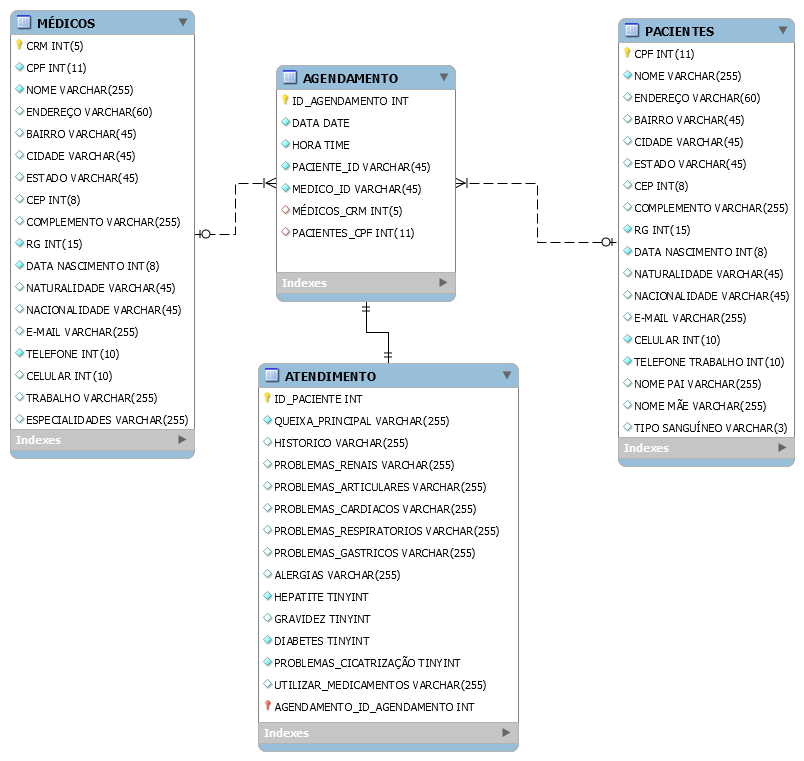 MÉDICOS
CRM INT(5)
CPF INT(11)
NOME VARCHAR(255)
ENDEREÇO VARCHAR(60)
BAIRRO VARCHAR(45)
CIDADE VARCHAR(45)
ESTADO VARCHAR(45)
CEP INT(8)
COMPLEMENTO VARCHAR(255)
RG INT(15)
DATA NASCIMENTO INT(8)
NATURALIDADE VARCHAR(45)
NACIONALIDADE VARCHAR(45)
E-MAIL VARCHAR(255)
TELEFONE INT(10)
CELULAR INT(10)
TRABALHO VARCHAR(255)
ESPECIALIDADES VARCHAR(255)
Indexes
AGENDAMENTO
ID_AGENDAMENTO INT
DATA DATE
HORA TIME
PACIENTE_ID VARCHAR(45)
MEDICO_ID VARCHAR(45)
MÉDICOS_CRM INT(5)
PACIENTES_CPF INT(11)
Indexes
PACIENTES
CPF INT(11)
NOME VARCHAR(255)
ENDEREÇO VARCHAR(60)
BAIRRO VARCHAR(45)
CIDADE VARCHAR(45)
ESTADO VARCHAR(45)
CEP INT(8)
COMPLEMENTO VARCHAR(255)
RG INT(15)
DATA NASCIMENTO INT(8)
NATURALIDADE VARCHAR(45)
NACIONALIDADE VARCHAR(45)
E-MAIL VARCHAR(255)
CELULAR INT(10)
TELEFONE TRABALHO INT(10)
NOME PAI VARCHAR(255)
NOME MÃE VARCHAR(255)
TIPO SANGUÍNEO VARCHAR(3)
Indexes
ATENDIMENTO
ID_PACIENTE INT
QUEIXA_PRINCIPAL VARCHAR(255)
HISTORICO VARCHAR(255)
PROBLEMAS_RENAIS VARCHAR(255)
PROBLEMAS_ARTICULARES VARCHAR(255)
PROBLEMAS_CARDIACOS VARCHAR(255)
PROBLEMAS_RESPIRATORIOS VARCHAR(255)
PROBLEMAS_GASTRICOS VARCHAR(255)
ALERGIAS VARCHAR(255)
HEPATITE TINYINT
GRAVIDEZ TINYINT
DIABETES TINYINT
PROBLEMAS_CICATRIZAÇÃO TINYINT
UTILIZAR_MEDICAMENTOS VARCHAR(255)
AGENDAMENTO_ID_AGENDAMENTO INT
Indexes